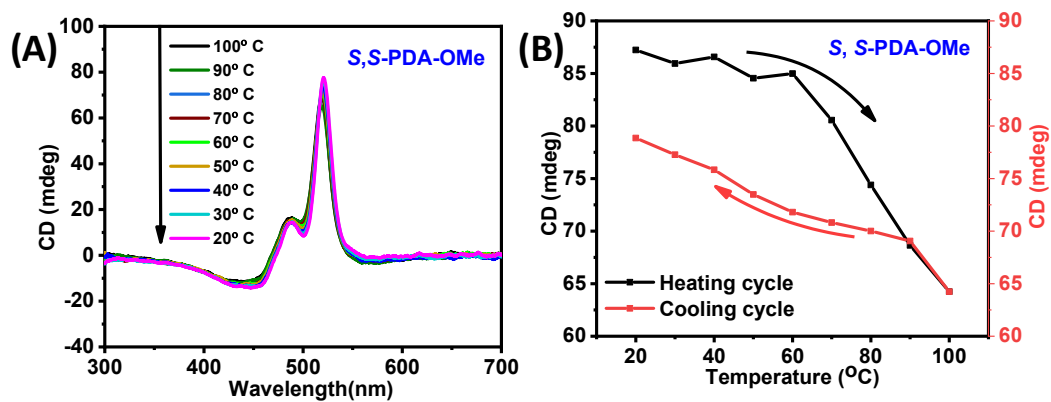 (A)
S,S-PDA-OMe
100º C
90º C
80º C
70º C
60º C
50º C
40º C
30º C
20º C
100
80
60
40
20
0
-20
-40
CD (mdeg)
300
400
500
600
700
Wavelength(nm)
(B)
S, S-PDA-OMe
90
85
80
75
70
65
60
CD (mdeg)
Heating cycle
Cooling cycle
20
40
60
80
100
Temperature (⁰C)
90
85
80
75
70
65
60
CD (mdeg)